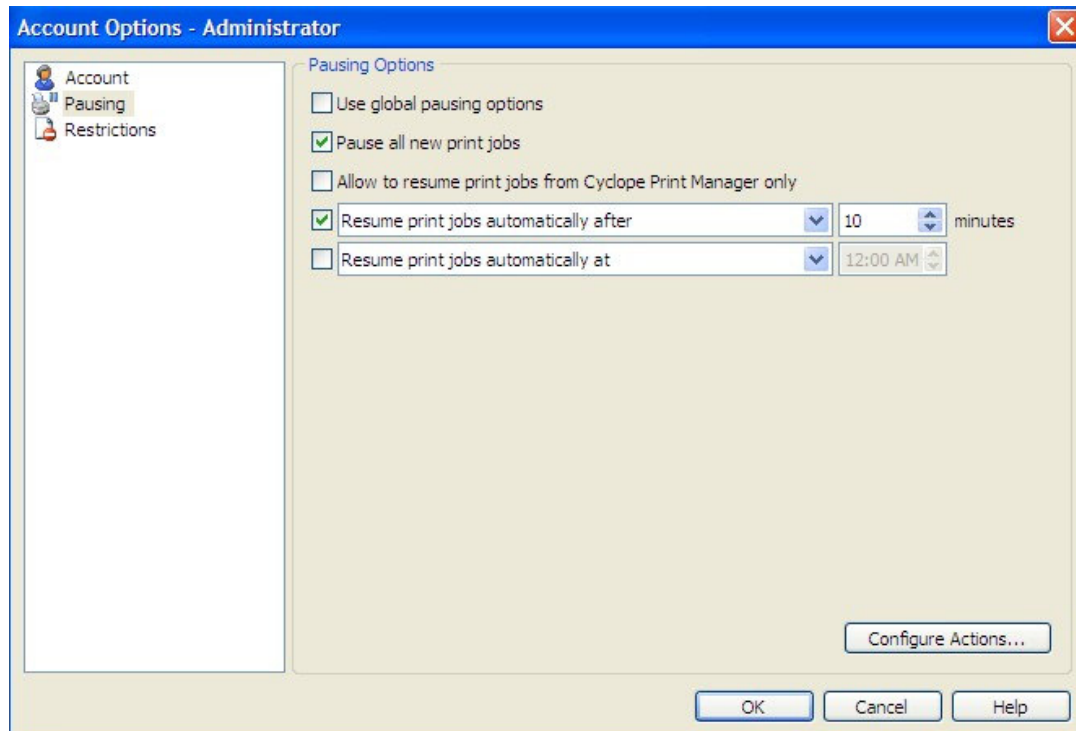 Account Options - Administrator
Account
Pausing
Restrictions
Pausing Options
Use global pausing options
Pause all new print jobs
Allow to resume print jobs from Cyclope Print Manager only
Resume print jobs automatically after 10 minutes
Resume print jobs automatically at 12:00 AM
Configure Actions...
OK Cancel Help